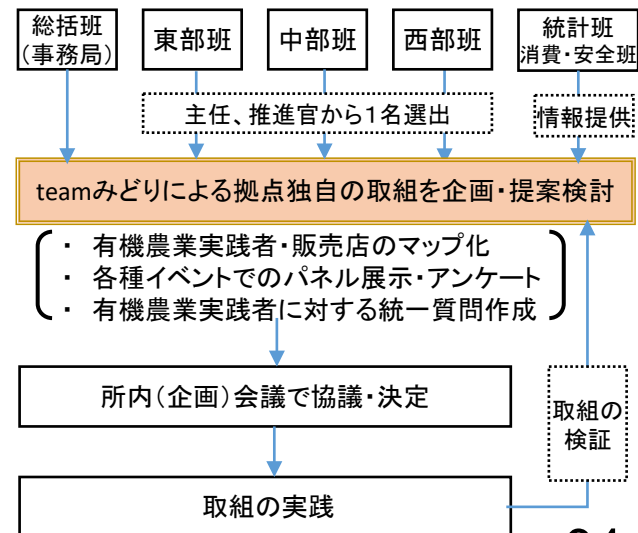 総括班
(事務局)
東部班
中部班
西部班
統計班
消費・安全班
主任、推進官から1名選出
情報提供
teamみどりによる拠点独自の取組を企画・提案検討
・ 有機農業実践者・販売店のマップ化
・ 各種イベントでのパネル展示・アンケート
・ 有機農業実践者に対する統一質問作成
所内(企画)会議で協議・決定
取組の
検証
取組の実践